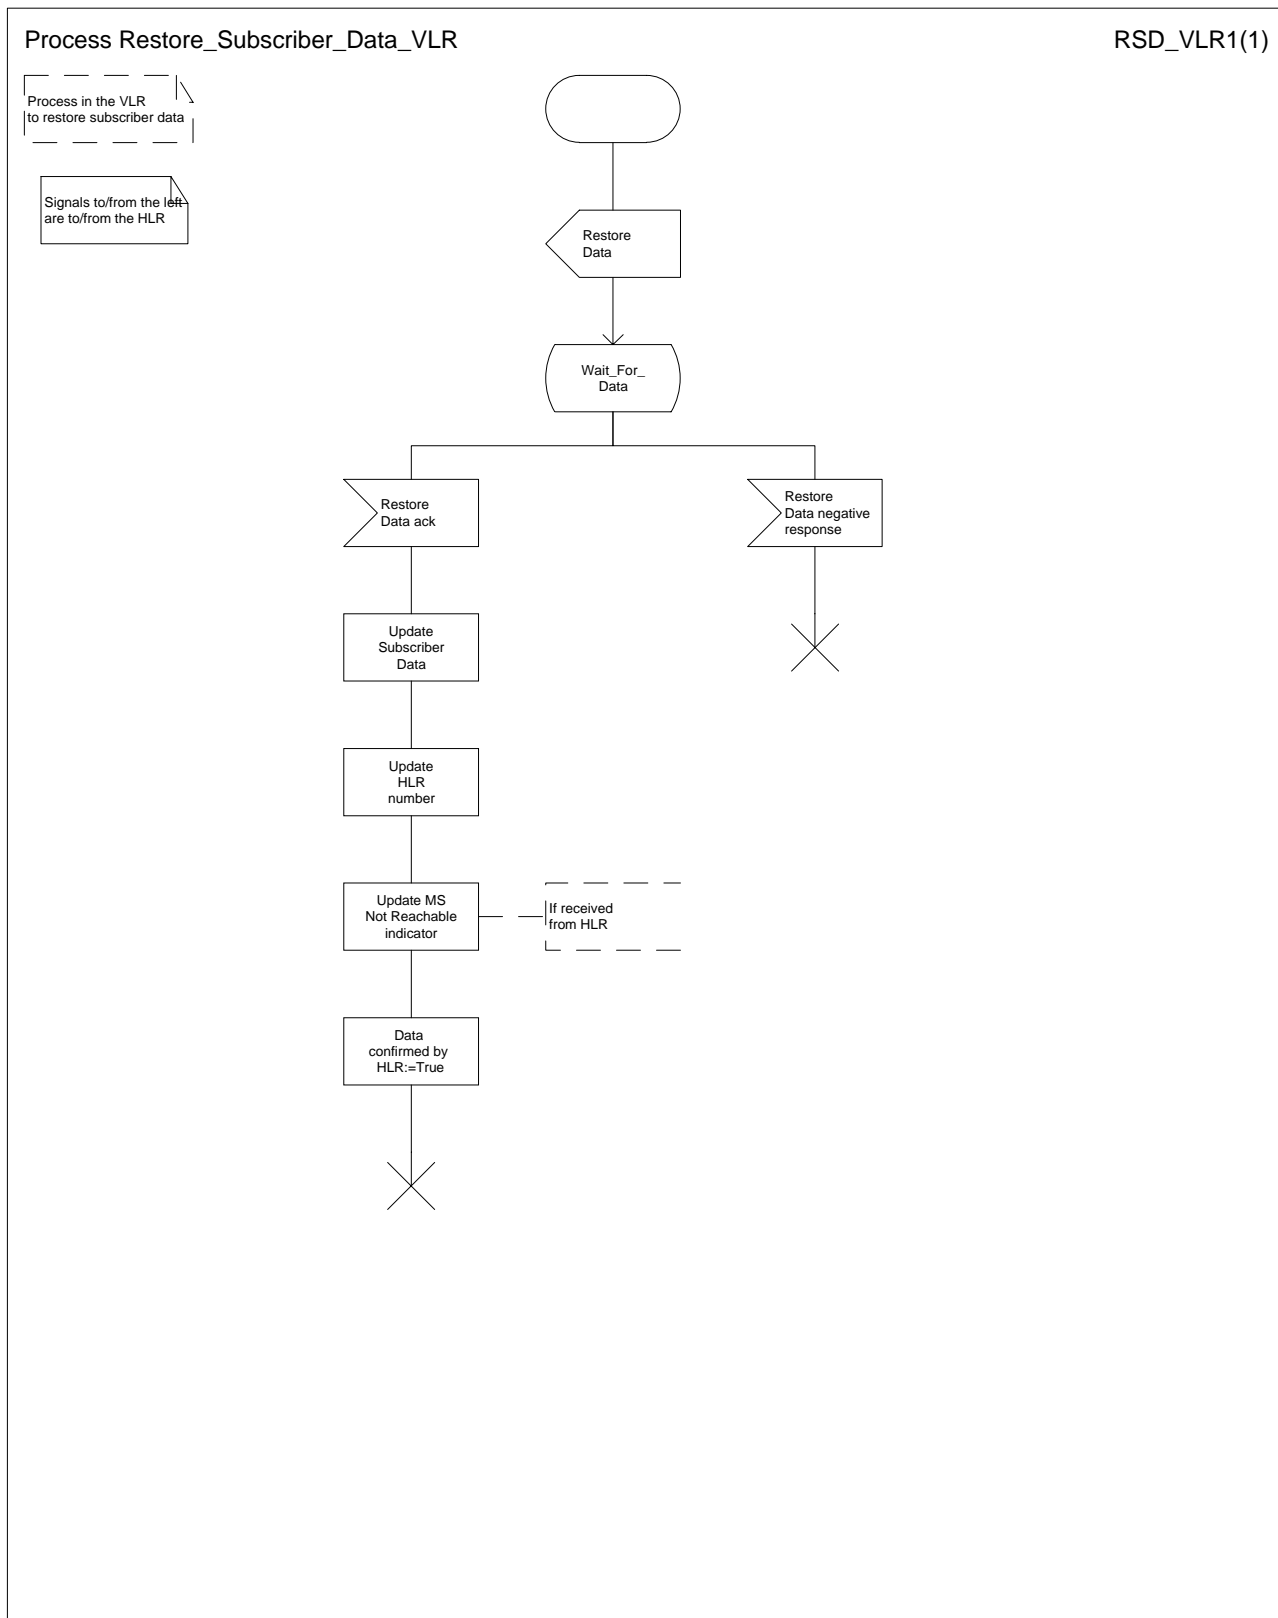 Process Restore_Subscriber_Data_VLR
RSD_VLR1(1)
Process in the VLR
to restore subscriber data
Signals to/from the left
are to/from the HLR
Restore
Data
Wait_For_
Data
Restore
Data ack
Restore
Data negative
response
Update
Subscriber
Data
Update
HLR
number
Update MS
Not Reachable
indicator
If received
from HLR
Data
confirmed by
HLR:=True